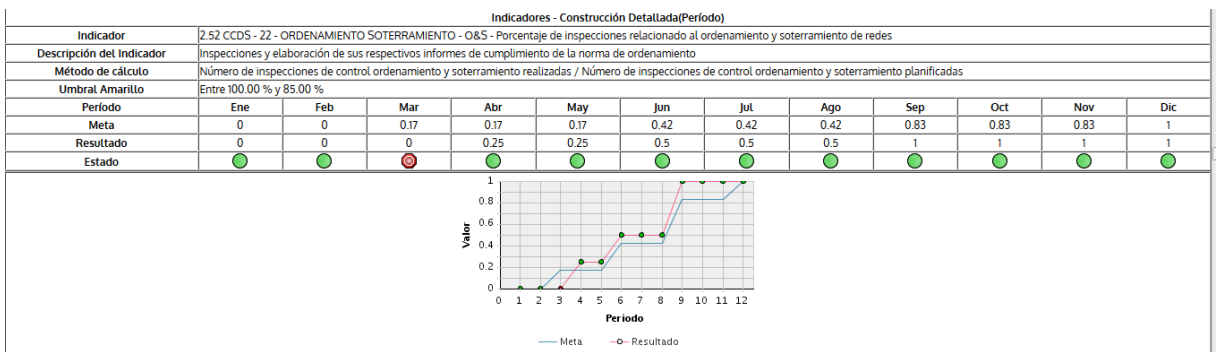 Indicadores - Construcción Detallada(Período)
Indicador 2.52 CCDS - 22 - ORDENAMIENTO SOTERRAMIENTO - O&S - Porcentaje de inspecciones relacionado al ordenamiento y soterramiento de redes
Descripción del Indicador Inspecciones y elaboración de sus respectivos informes de cumplimiento de la norma de ordenamiento
Método de cálculo Número de inspecciones de control ordenamiento y soterramiento realizadas / Número de inspecciones de control ordenamiento y soterramiento planificadas
Umbral Amarillo Entre 100.00 % y 85.00 %
Período Ene Feb Mar Abr May Jun Jul Ago Sep Oct Nov Dic
Meta 0 0 0.17 0.17 0.17 0.42 0.42 0.42 0.83 0.83 0.83 1
Resultado 0 0 0 0.25 0.25 0.5 0.5 0.5 1 1 1 1
Estado
1
0.8
0.6
0.4
0.2
0
Valor
0 1 2 3 4 5 6 7 8 9 10 11 12
Período
Meta Resultado